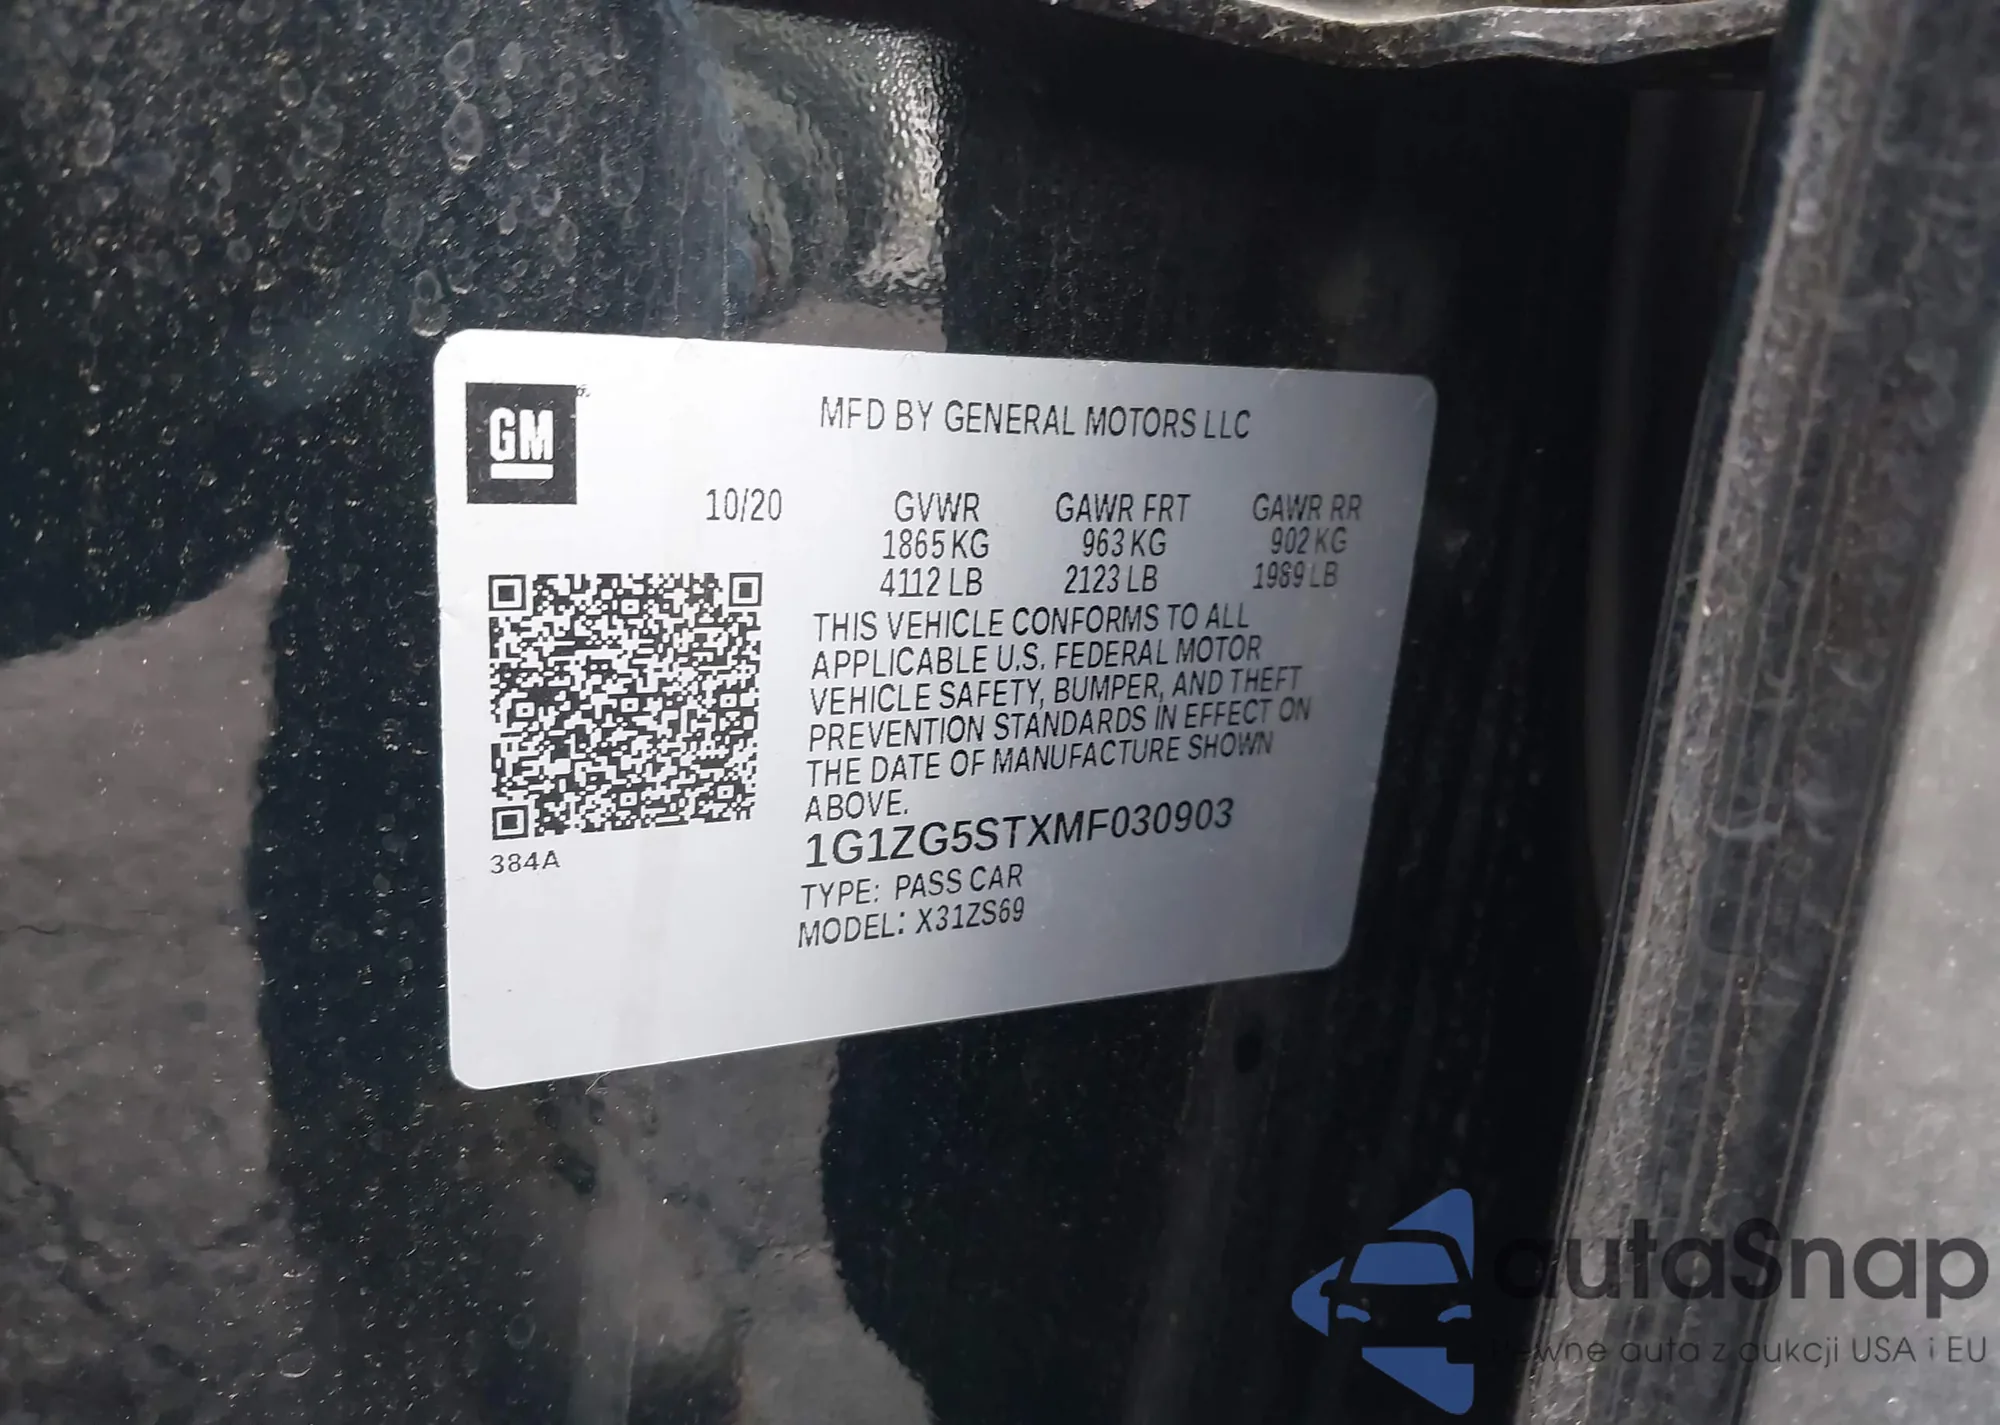 GM
MFD BY GENERAL MOTORS LLC
10/20 GVWR GAWR FRT GAWR RR
1865 KG 963 KG 902 KG
4112 LB 2123 LB 1989 LB
THIS VEHICLE CONFORMS TO ALL
APPLICABLE U.S. FEDERAL MOTOR
VEHICLE SAFETY, BUMPER, AND THEFT
PREVENTION STANDARDS IN EFFECT ON
THE DATE OF MANUFACTURE SHOWN
ABOVE.
384A
1G1ZG5STXMF030903
TYPE: PASS CAR
MODEL: X31ZS69
autaSnap
Pewne auta z aukcji USA i EU